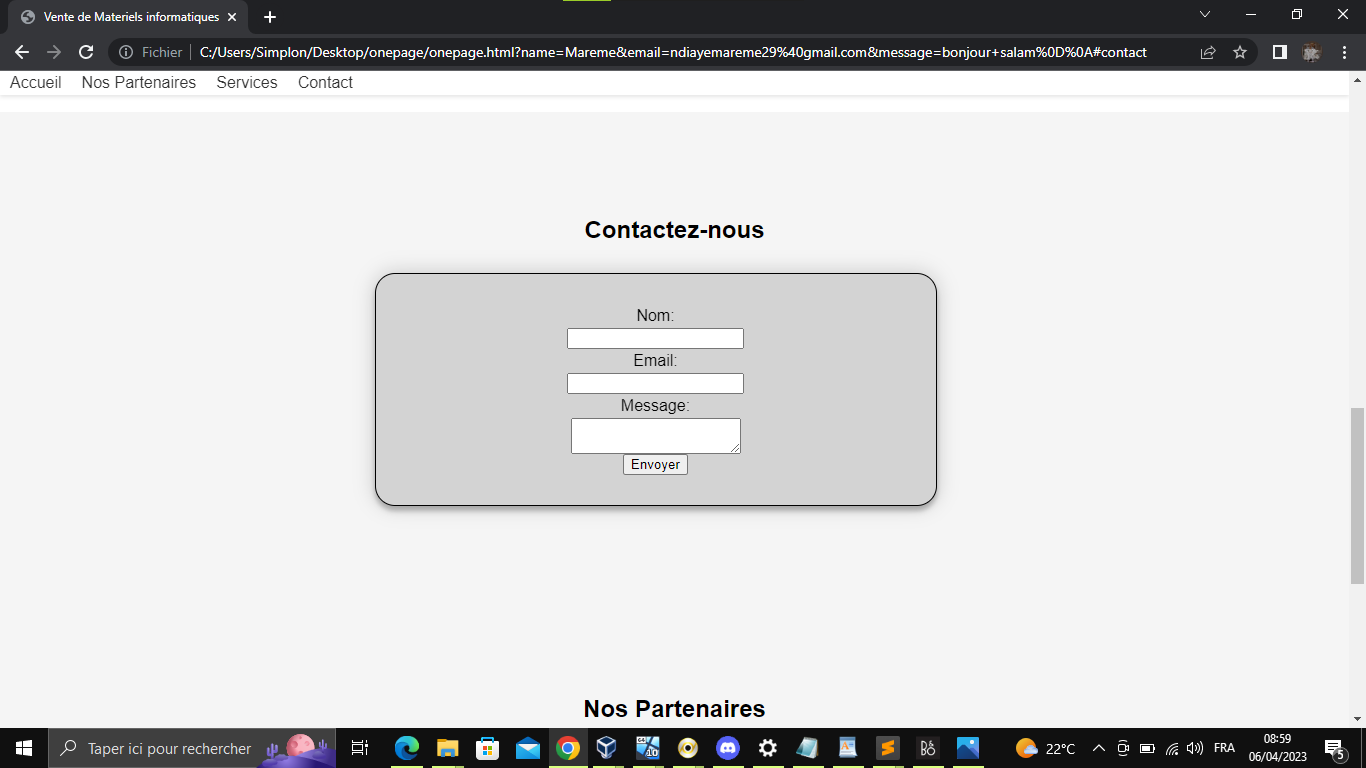 Vente de Materiels informatiques
Fichier C:/Users/Simplon/Desktop/onepage/onepage.html?name=Mareme&email=ndiayemareme29%40gmail.com&message=bonjour+salam%0D%0A#contact
Accueil Nos Partenaires Services Contact
Contactez-nous
Nom:
Email:
Message:
Envoyer
Nos Partenaires
Taper ici pour rechercher
22°C
FRA
08:59
06/04/2023
5